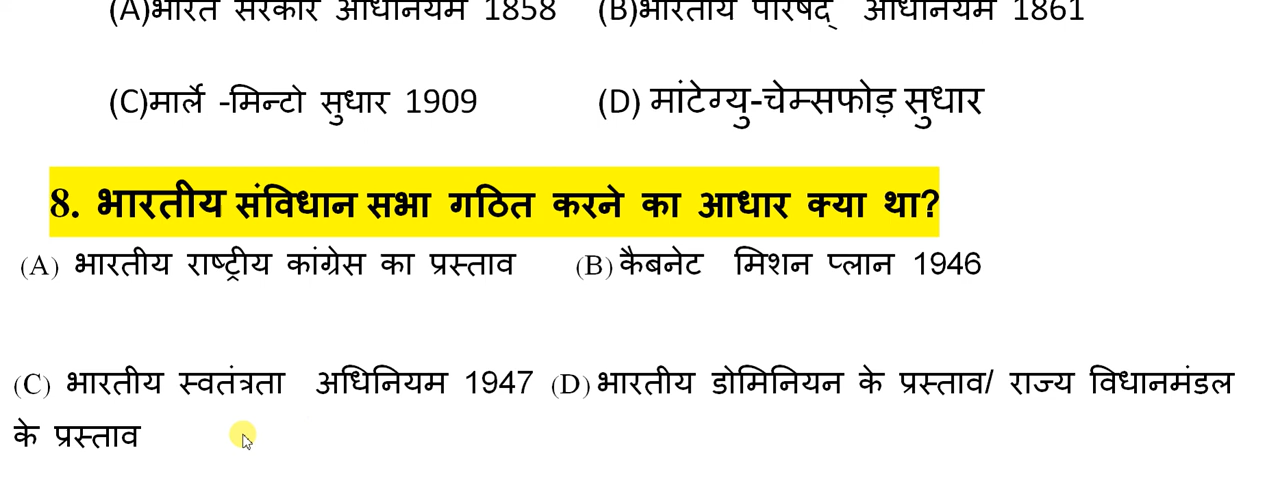 (A)भारत सरकार अधिनियम 1858 (B)भारतीय परिषद् अधिनियम 1861
(C)मार्ले -मिन्टो सुधार 1909 (D) मांटेग्यु-चेम्सफोड़ सुधार
8. भारतीय संविधान सभा गठित करने का आधार क्या था?
(A) भारतीय राष्ट्रीय कांग्रेस का प्रस्ताव (B) कैबनेट मिशन प्लान 1946
(C) भारतीय स्वतंत्रता अधिनियम 1947 (D) भारतीय डोमिनियन के प्रस्ताव/ राज्य विधानमंडल
के प्रस्ताव